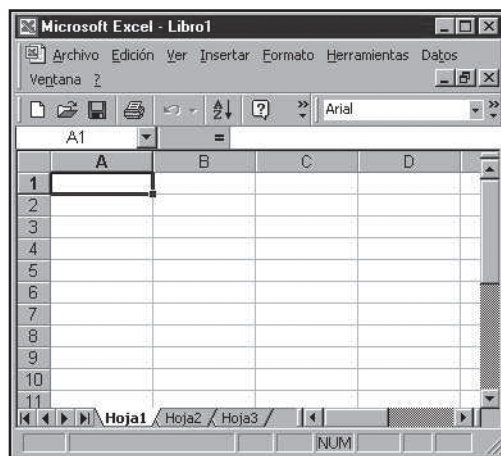 Microsoft Excel - Libro1
Archivo Edición Ver Insertar Formato Herramientas Datos
Ventana ?
Arial
A1 =
A B C D
1
2
3
4
5
6
7
8
9
10
11
Hoja1 Hoja2 Hoja3
NUM